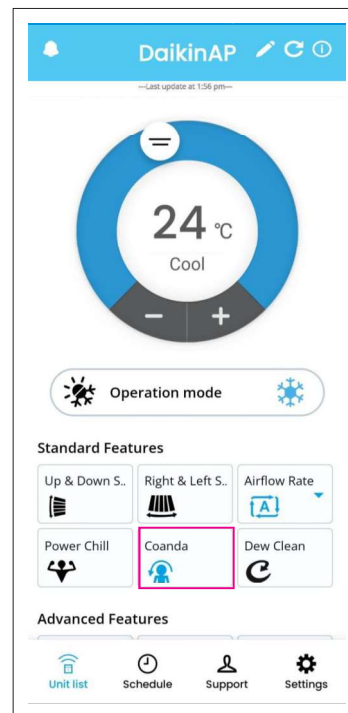 DaikinAP
---Last update at 1:56 pm---
24 °C
Cool
− +
Operation mode
Standard Features
Up & Down S.. Right & Left S.. Airflow Rate
A
Power Chill Coanda Dew Clean
Advanced Features
Unit list Schedule Support Settings